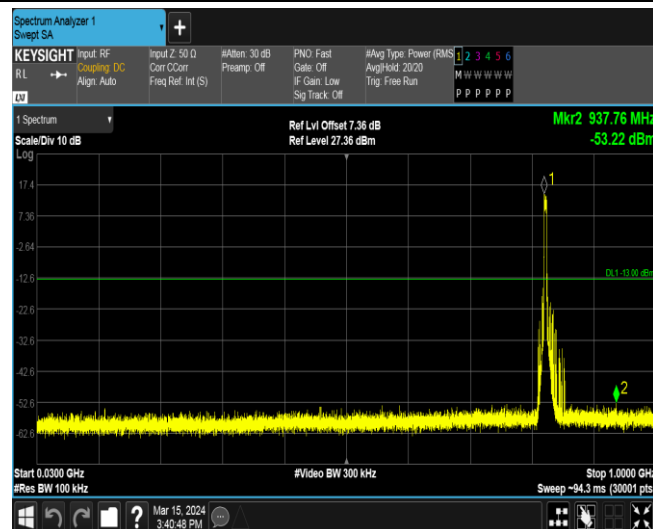 Spectrum Analyzer 1
Swept SA
+
KEYSIGHT Input: RF Input Z: 50 Ω #Atten: 30 dB PNO: Fast #Avg Type: Power (RMS 1 2 3 4 5 6
RL Coupling: DC Corr CCorr Preamp: Off Gate: Off Avg|Hold: 20/20 M W W W W W
Align: Auto Freq Ref: Int (S) IF Gain: Low Trig: Free Run
Sig Track: Off P P P P P P
LXI
1 Spectrum Ref Lvl Offset 7.36 dB Mkr2 937.76 MHz
Scale/Div 10 dB Ref Level 27.36 dBm -53.22 dBm
Log
1
17.4
7.36
-2.64
DL1 -13.00 dBm
-12.6
-22.6
-32.6
-42.6
2
-52.6
-62.6
Start 0.0300 GHz #Video BW 300 kHz Stop 1.0000 GHz
#Res BW 100 kHz Sweep ~94.3 ms (30001 pts
? Mar 15, 2024
3:40:48 PM